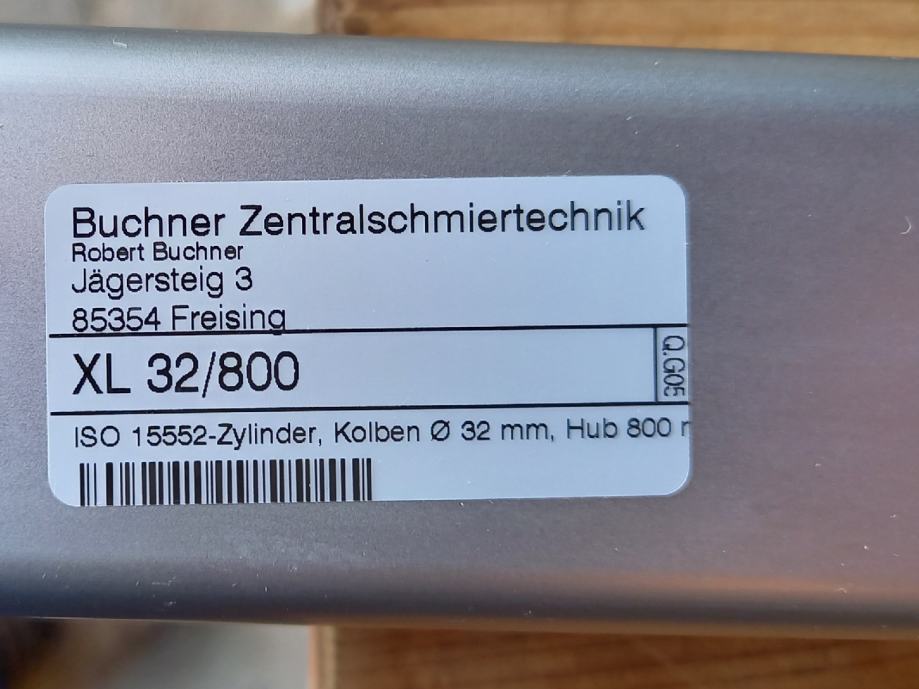 Buchner Zentralschmiertechnik
Robert Buchner
Jägersteig 3
85354 Freising
XL 32/800
Q.G05
ISO 15552-Zylinder, Kolben Ø 32 mm, Hub 800